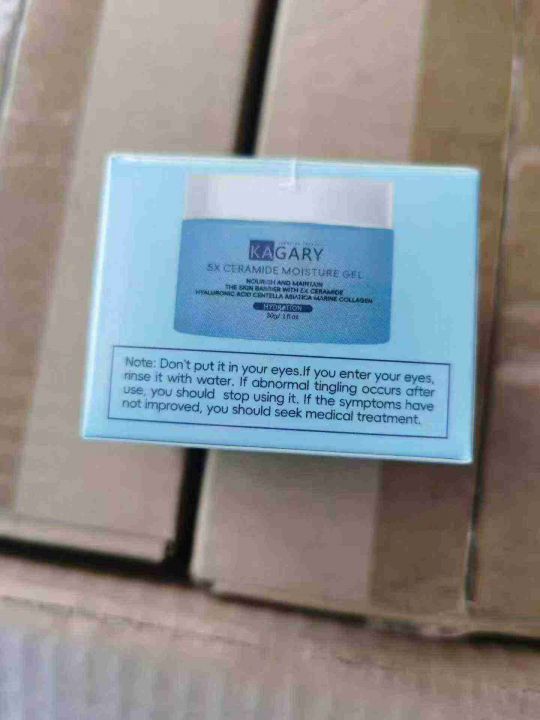 KAGARY
5X CERAMIDE MOISTURE GEL
NOURISH AND MAINTAIN
THE SKIN BARRIER WITH 5X CERAMIDE
HYALURONIC ACID CENTELLA ASIATICA MARINE COLLAGEN
HYDRATION
30g/1fl.oz
Note: Don't put it in your eyes.If you enter your eyes,
rinse it with water. If abnormal tingling occurs after
use, you should stop using it. If the symptoms have
not improved, you should seek medical treatment.